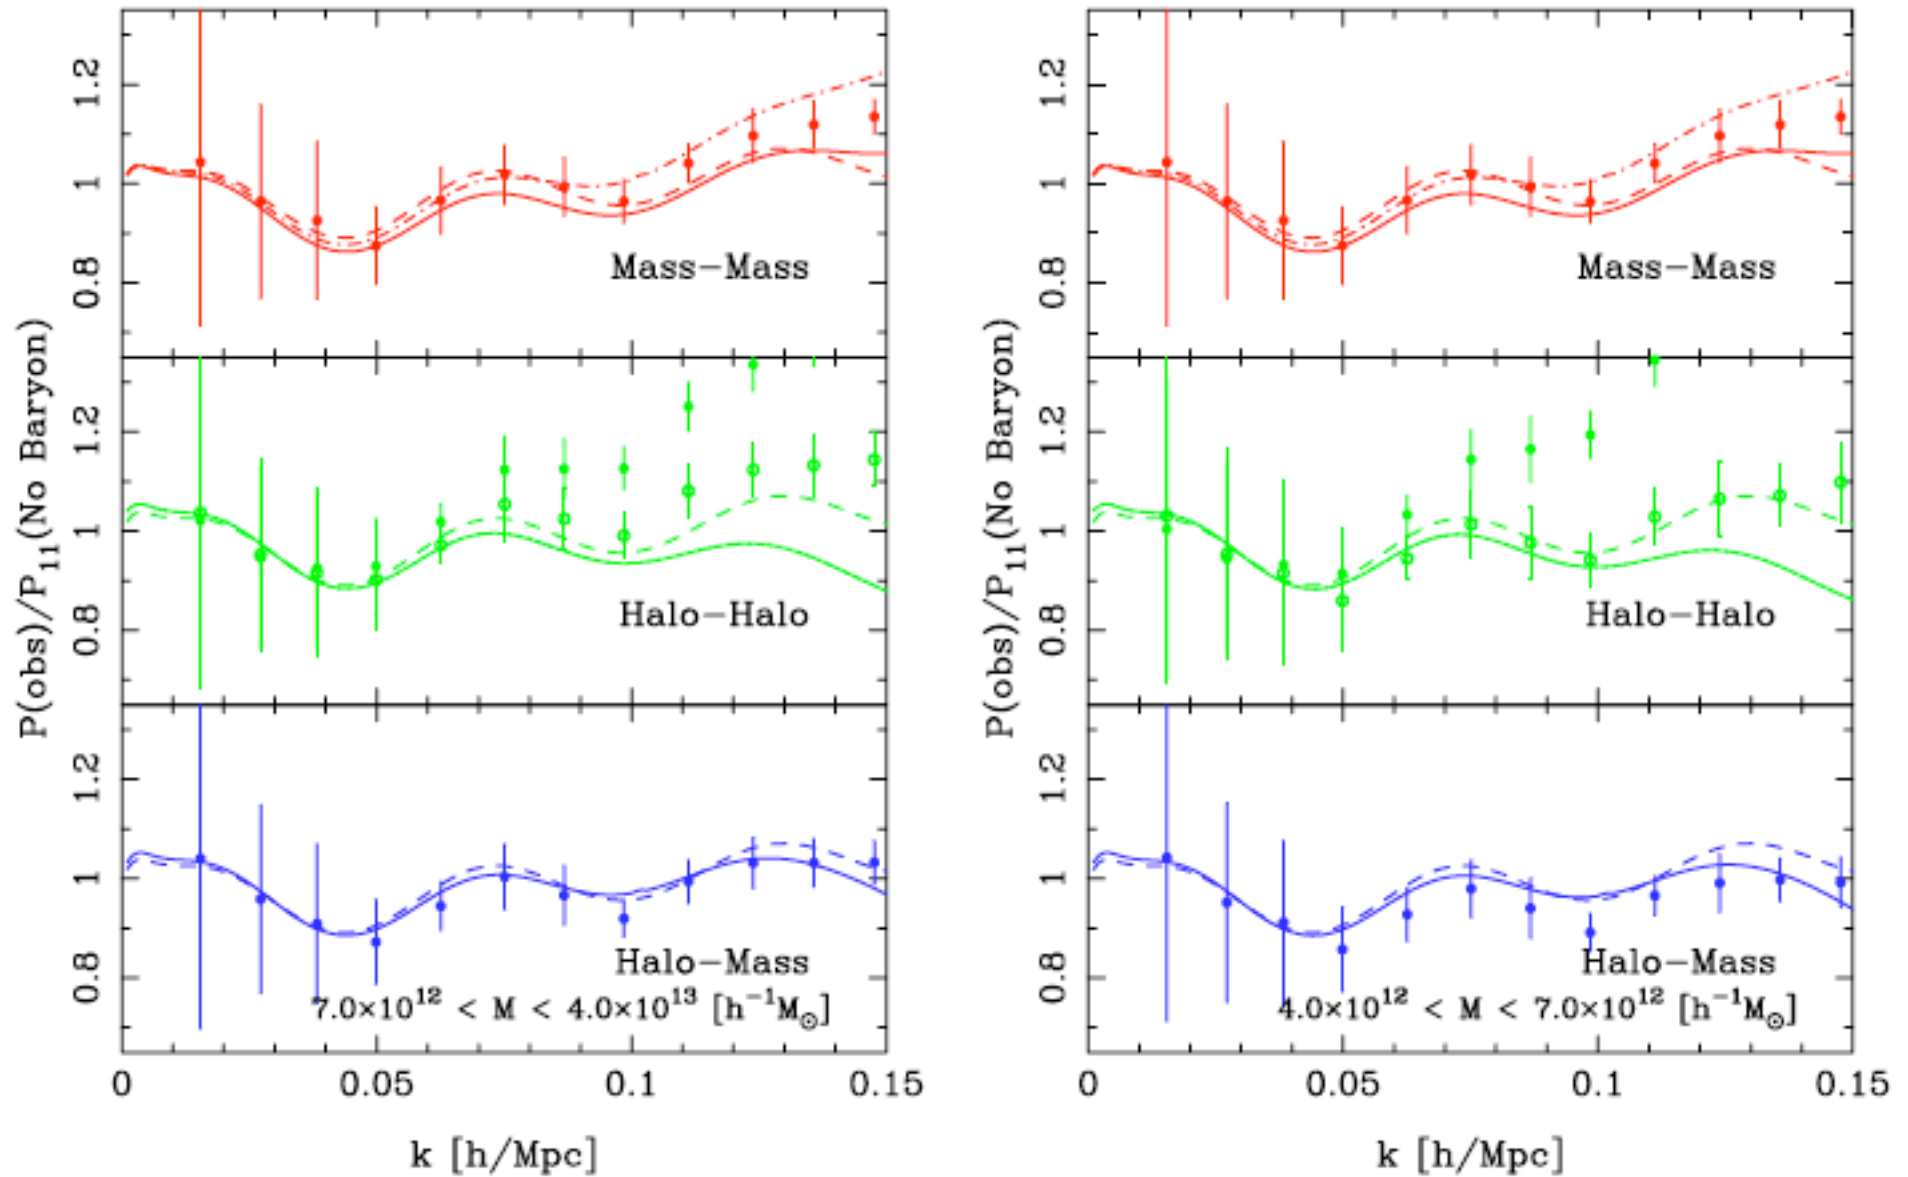 P(obs)/P₁₁(No Baryon)
1.2
1
0.8
Mass−Mass
1.2
1
0.8
Halo−Halo
1.2
1
0.8
Halo−Mass
7.0×10¹² < M < 4.0×10¹³ [h⁻¹M☉]
0 0.05 0.1 0.15
k [h/Mpc]
P(obs)/P₁₁(No Baryon)
1.2
1
0.8
Mass−Mass
1.2
1
0.8
Halo−Halo
1.2
1
0.8
Halo−Mass
4.0×10¹² < M < 7.0×10¹² [h⁻¹M☉]
0 0.05 0.1 0.15
k [h/Mpc]